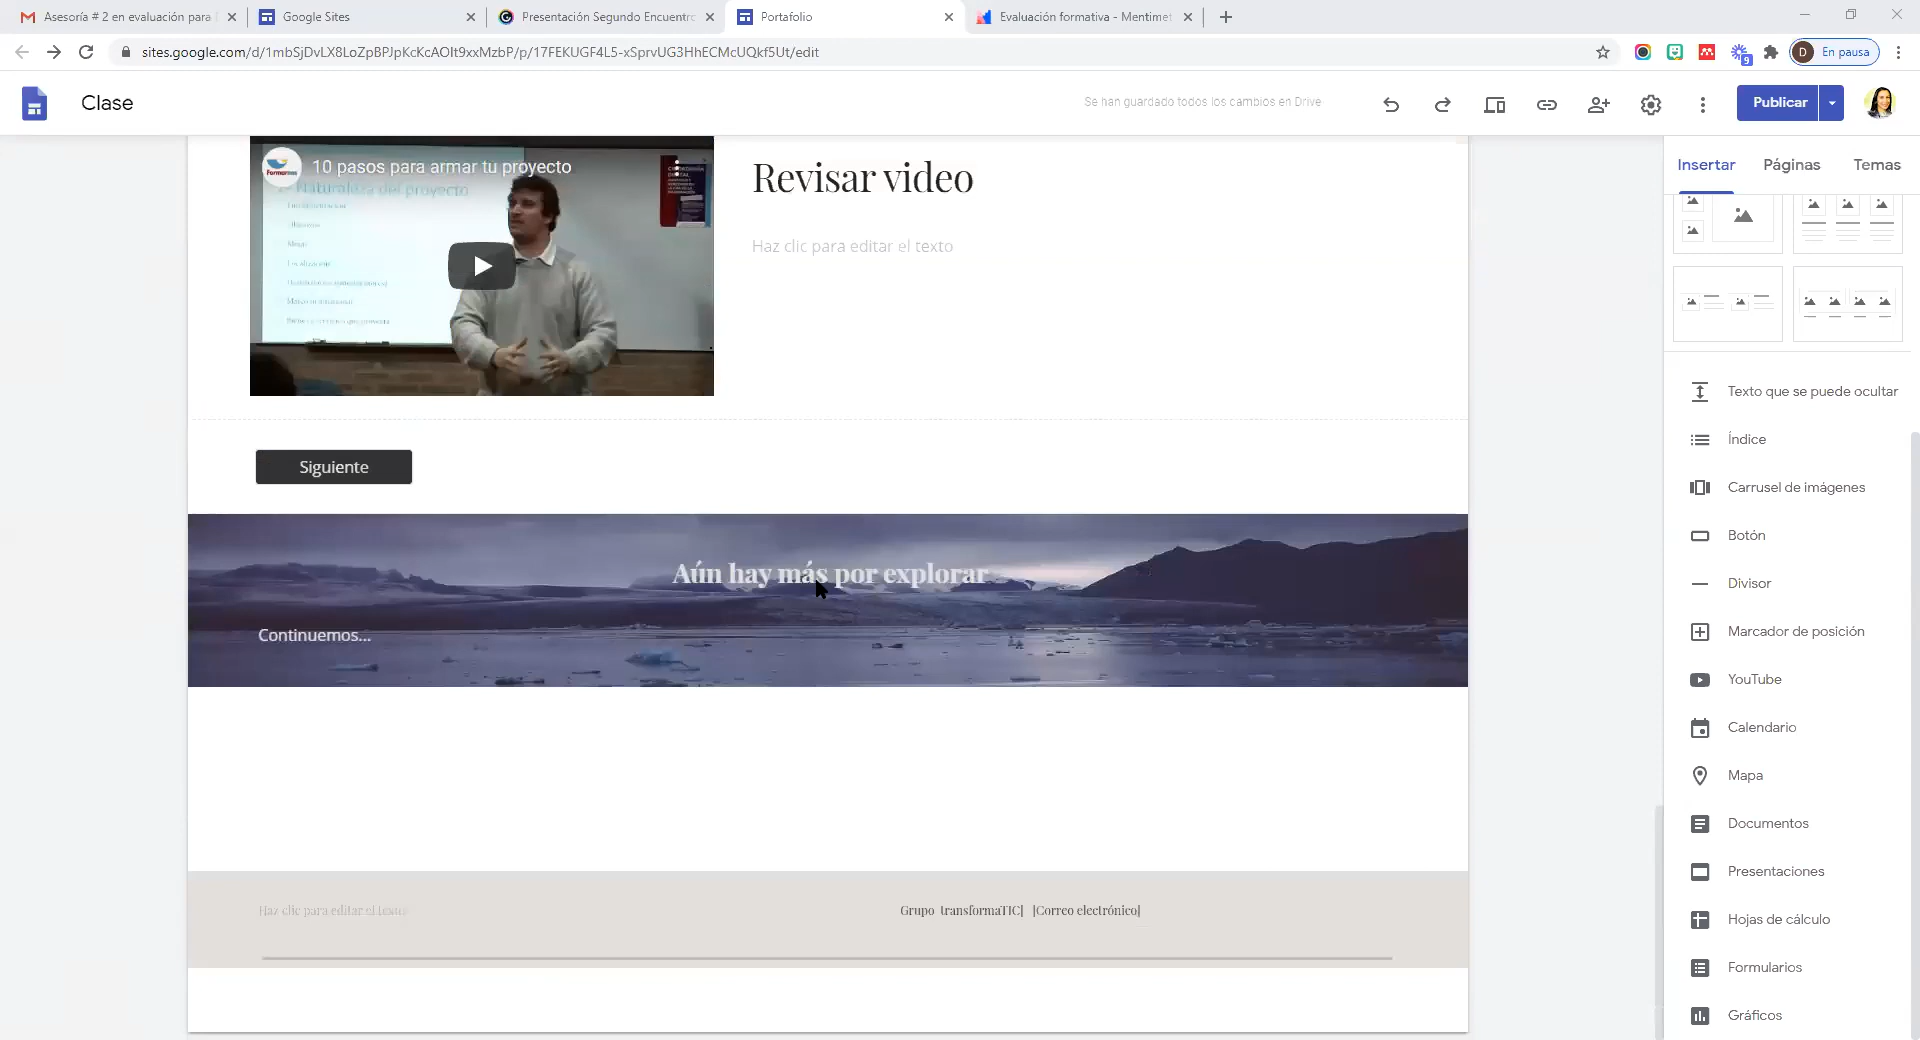 Asesoría # 2 en evaluación para
Google Sites
Presentación Segundo Encuentro
Portafolio
Evaluación formativa - Mentimet
sites.google.com/d/1mbSjDvLX8LoZpBPJpKcKcAOIt9xxMzbP/p/17FEKUGF4L5-xSprvUG3HhECMcUQkf5Ut/edit
9
D
En pausa
Clase
Se han guardado todos los cambios en Drive
Publicar
Insertar
Páginas
Temas
10 pasos para armar tu proyecto
Naturaleza del proyecto
Revisar video
Haz clic para editar el texto
Siguiente
Aún hay más por explorar
Continuemos...
Haz clic para editar el texto
Grupo transformaTIC| |Correo electrónico|
Texto que se puede ocultar
Índice
Carrusel de imágenes
Botón
Divisor
Marcador de posición
YouTube
Calendario
Mapa
Documentos
Presentaciones
Hojas de cálculo
Formularios
Gráficos